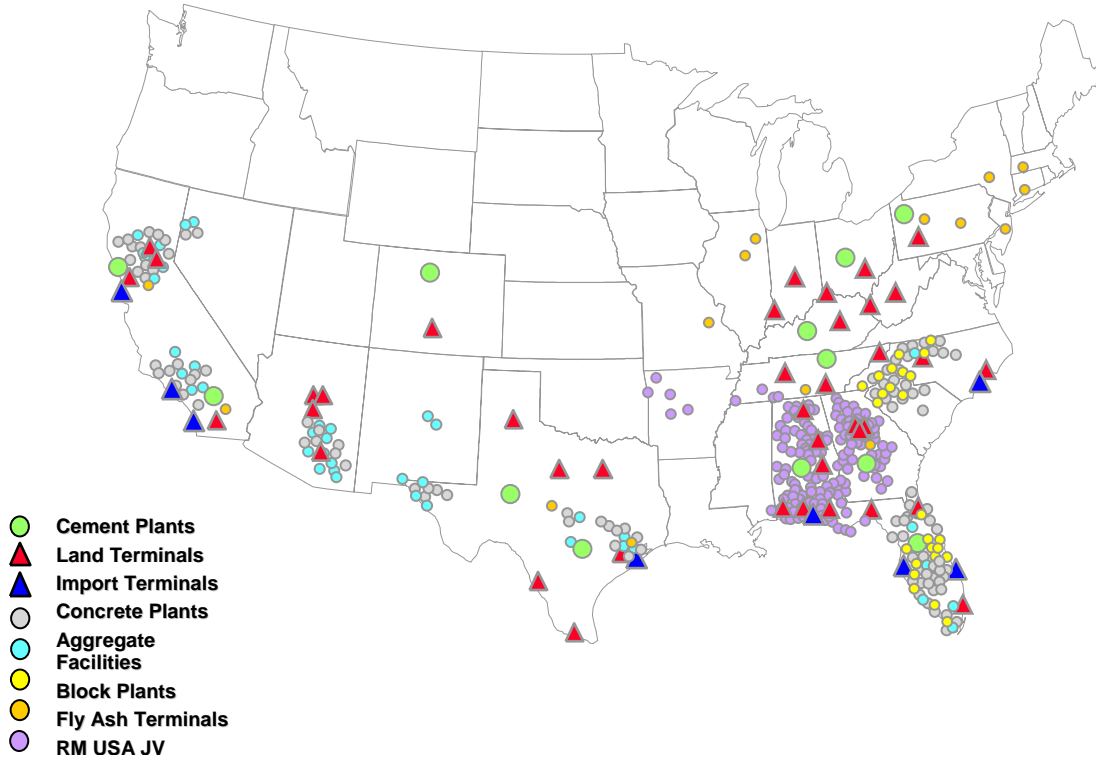 Cement Plants
Land Terminals
Import Terminals
Concrete Plants
Aggregate
Facilities
Block Plants
Fly Ash Terminals
RM USA JV